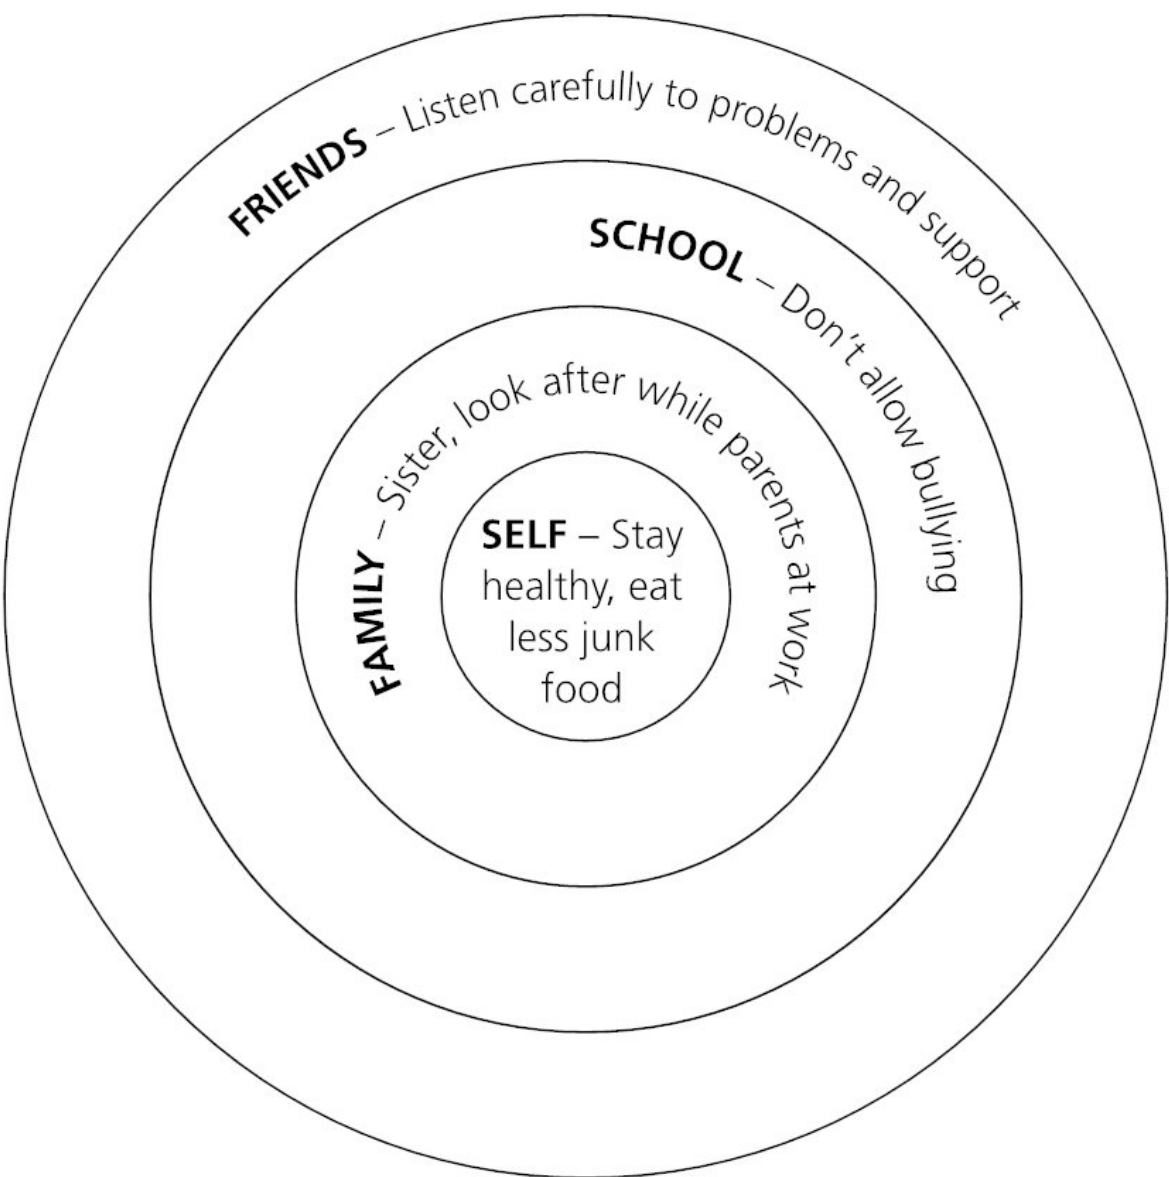 FRIENDS – Listen carefully to problems and support
SCHOOL – Don't allow bullying
FAMILY – Sister, look after while parents at work
SELF – Stay
healthy, eat
less junk
food